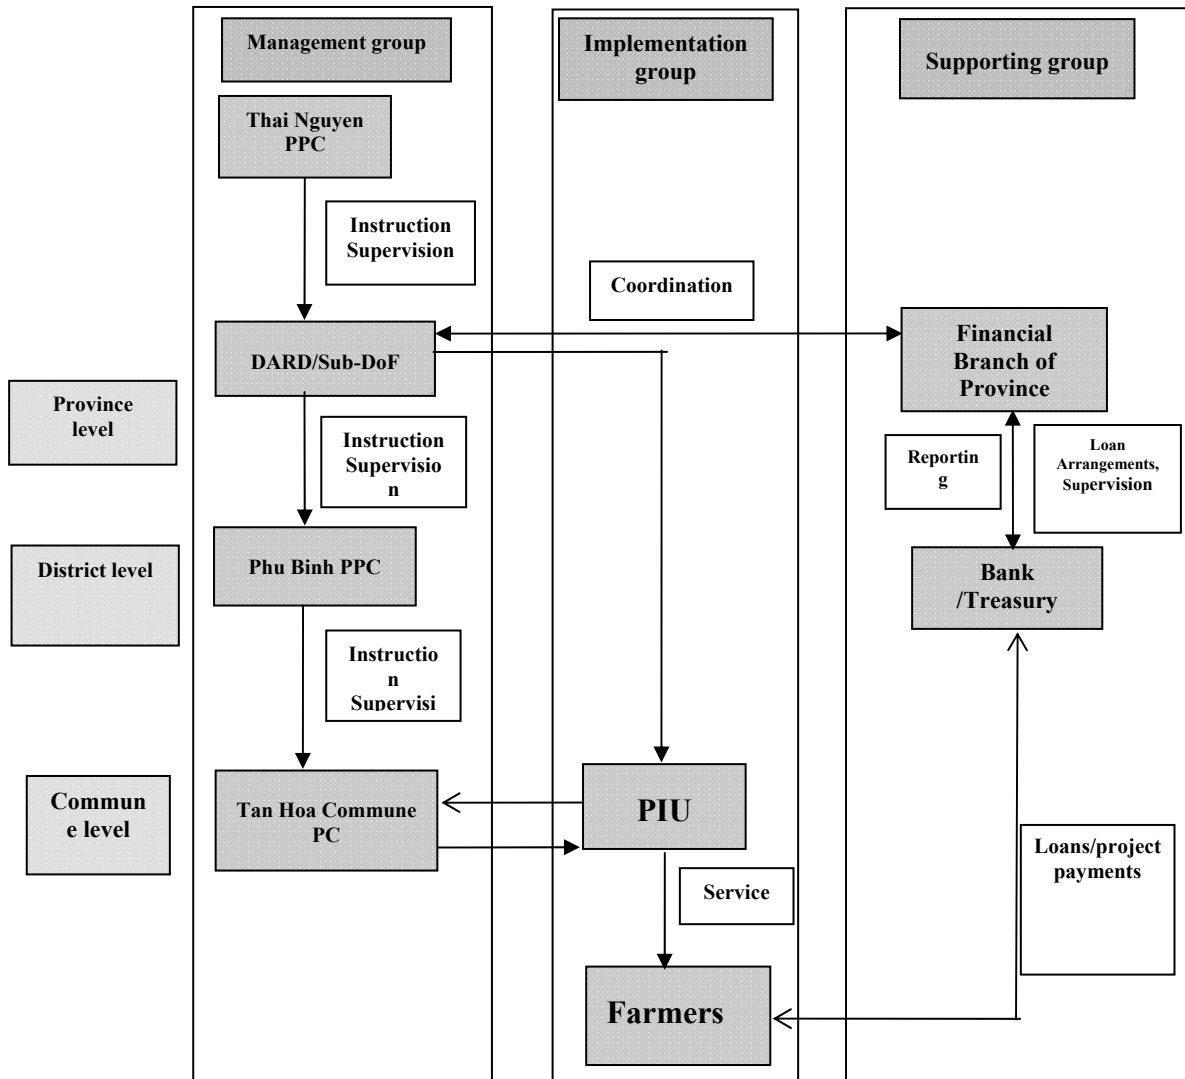 Management group
Implementation
group
Supporting group
Thai Nguyen
PPC
Instruction
Supervision
Coordination
DARD/Sub-DoF
Financial
Branch of
Province
Province
level
Instruction
Supervisio
n
Reportin
g
Loan
Arrangements,
Supervision
District level
Phu Binh PPC
Bank
/Treasury
Instructio
n
Supervisi
Commun
e level
Tan Hoa Commune
PC
PIU
Loans/project
payments
Service
Farmers